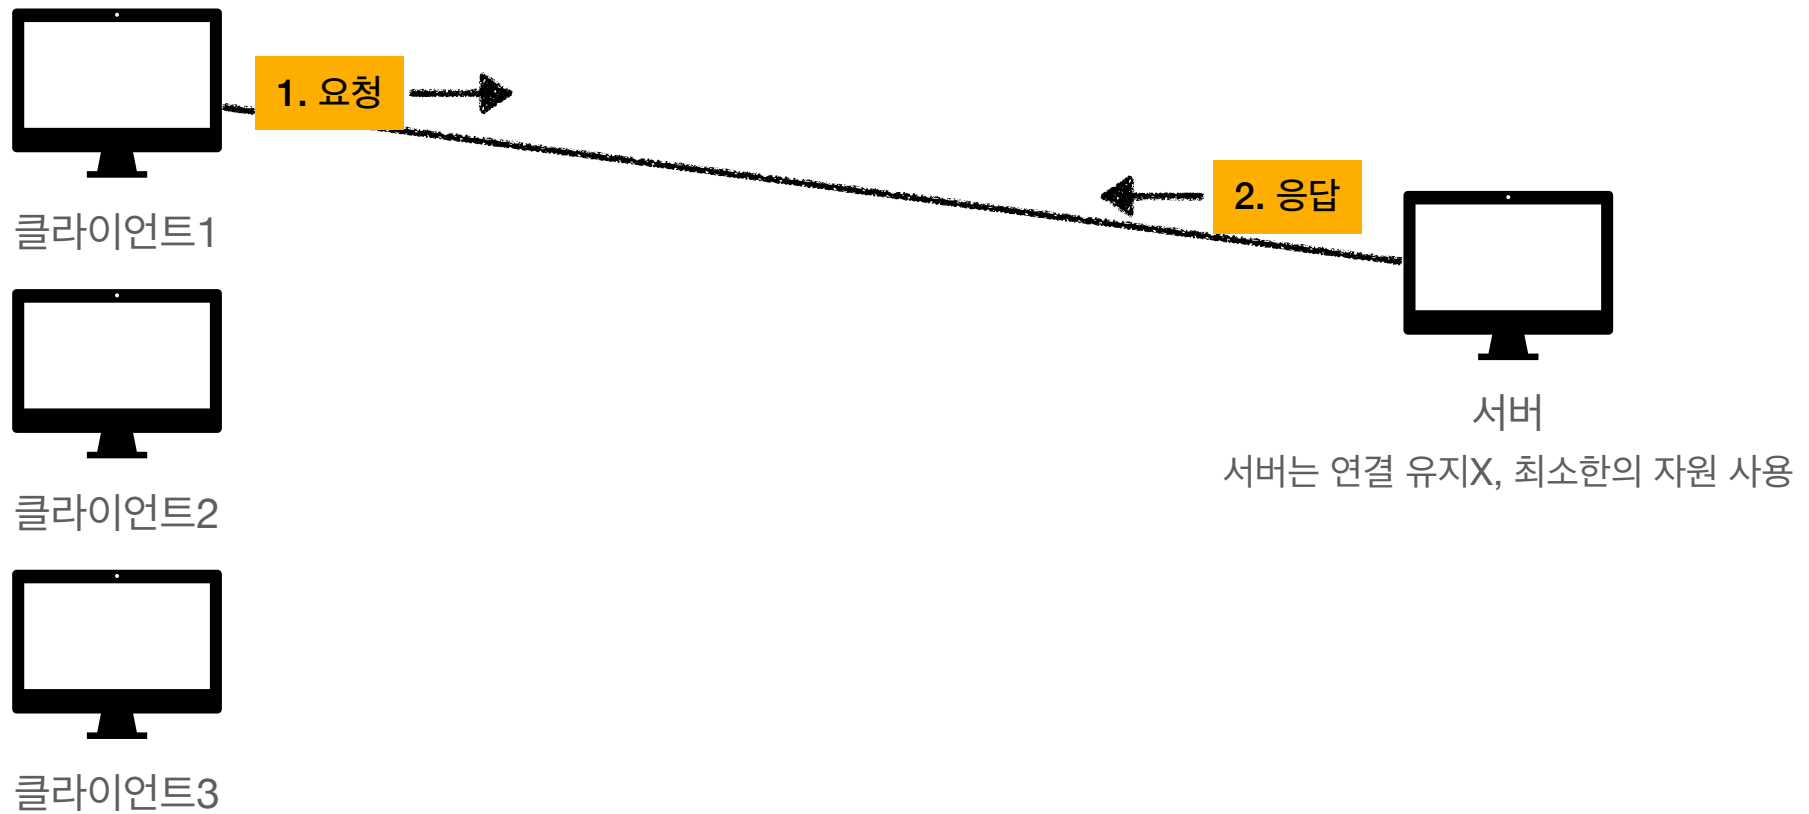 1. 요청
2. 응답
클라이언트1
서버
서버는 연결 유지X, 최소한의 자원 사용
클라이언트2
클라이언트3